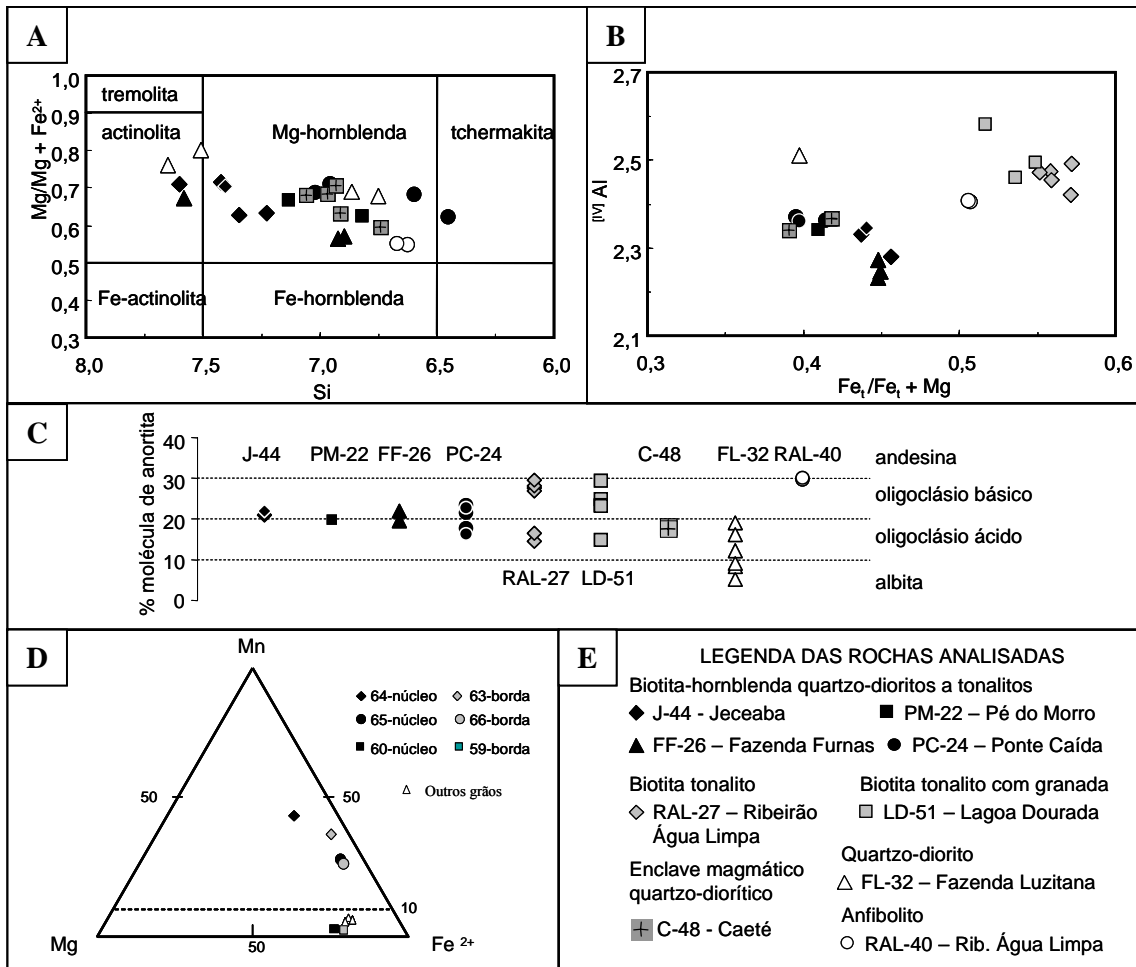 A
Mg/Mg + Fe2+
1,0
0,9
0,8
0,7
0,6
0,5
0,4
0,3
tremolita
actinolita
Mg-hornblenda
tchermakita
Fe-actinolita
Fe-hornblenda
8,0
7,5
7,0
6,5
6,0
Si
B
[IV] Al
2,7
2,5
2,3
2,1
0,3
0,4
0,5
0,6
Fet/Fet + Mg
C
% molécula de anortita
40
30
20
10
0
J-44
PM-22
FF-26
PC-24
C-48
FL-32
RAL-40
RAL-27
LD-51
andesina
oligoclásio básico
oligoclásio ácido
albita
D
Mn
64-núcleo
63-borda
65-núcleo
66-borda
60-núcleo
59-borda
Outros grãos
50
50
10
Mg
50
Fe 2+
E
LEGENDA DAS ROCHAS ANALISADAS
Biotita-hornblenda quartzo-dioritos a tonalitos
J-44 - Jeceaba
PM-22 – Pé do Morro
FF-26 – Fazenda Furnas
PC-24 – Ponte Caída
Biotita tonalito
RAL-27 – Ribeirão
Água Limpa
Biotita tonalito com granada
LD-51 – Lagoa Dourada
Enclave magmático
quartzo-diorítico
C-48 - Caeté
Quartzo-diorito
FL-32 – Fazenda Luzitana
Anfibolito
RAL-40 – Rib. Água Limpa